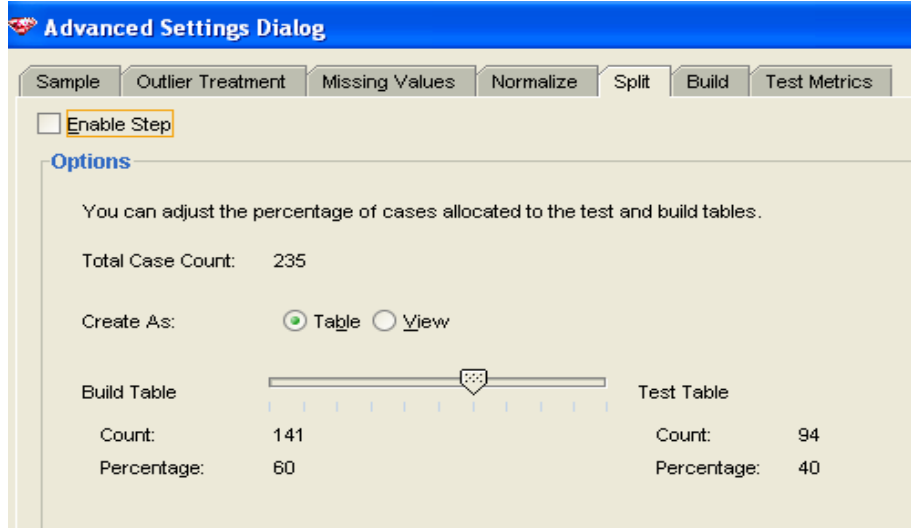 Advanced Settings Dialog
Sample Outlier Treatment Missing Values Normalize Split Build Test Metrics
Enable Step
Options
You can adjust the percentage of cases allocated to the test and build tables.
Total Case Count: 235
Create As: Table View
Build Table Test Table
Count: 141 Count: 94
Percentage: 60 Percentage: 40